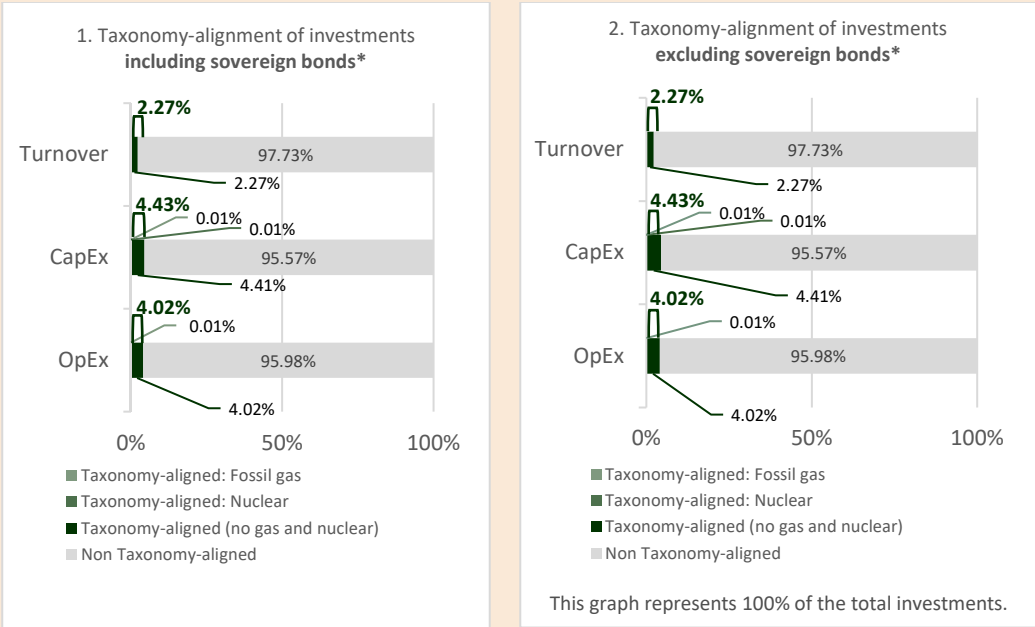 1. Taxonomy-alignment of investments
including sovereign bonds*
2.27%
Turnover
97.73%
2.27%
4.43%
0.01%
0.01%
CapEx
95.57%
4.41%
4.02%
0.01%
OpEx
95.98%
4.02%
0%
50%
100%
Taxonomy-aligned: Fossil gas
Taxonomy-aligned: Nuclear
Taxonomy-aligned (no gas and nuclear)
Non Taxonomy-aligned
2. Taxonomy-alignment of investments
excluding sovereign bonds*
2.27%
Turnover
97.73%
2.27%
4.43%
0.01%
0.01%
CapEx
95.57%
4.41%
4.02%
0.01%
OpEx
95.98%
4.02%
0%
50%
100%
Taxonomy-aligned: Fossil gas
Taxonomy-aligned: Nuclear
Taxonomy-aligned (no gas and nuclear)
Non Taxonomy-aligned
This graph represents 100% of the total investments.